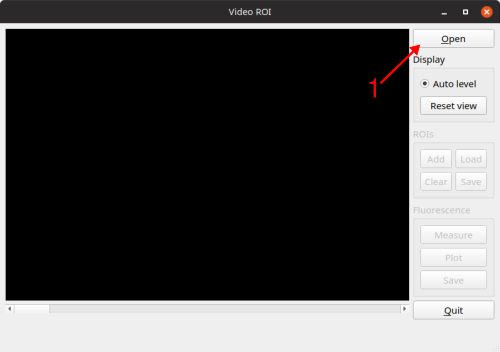 Video ROI
Open
1
Display
Auto level
Reset view
ROIs
Add Load
Clear Save
Fluorescence
Measure
Plot
Save
Quit